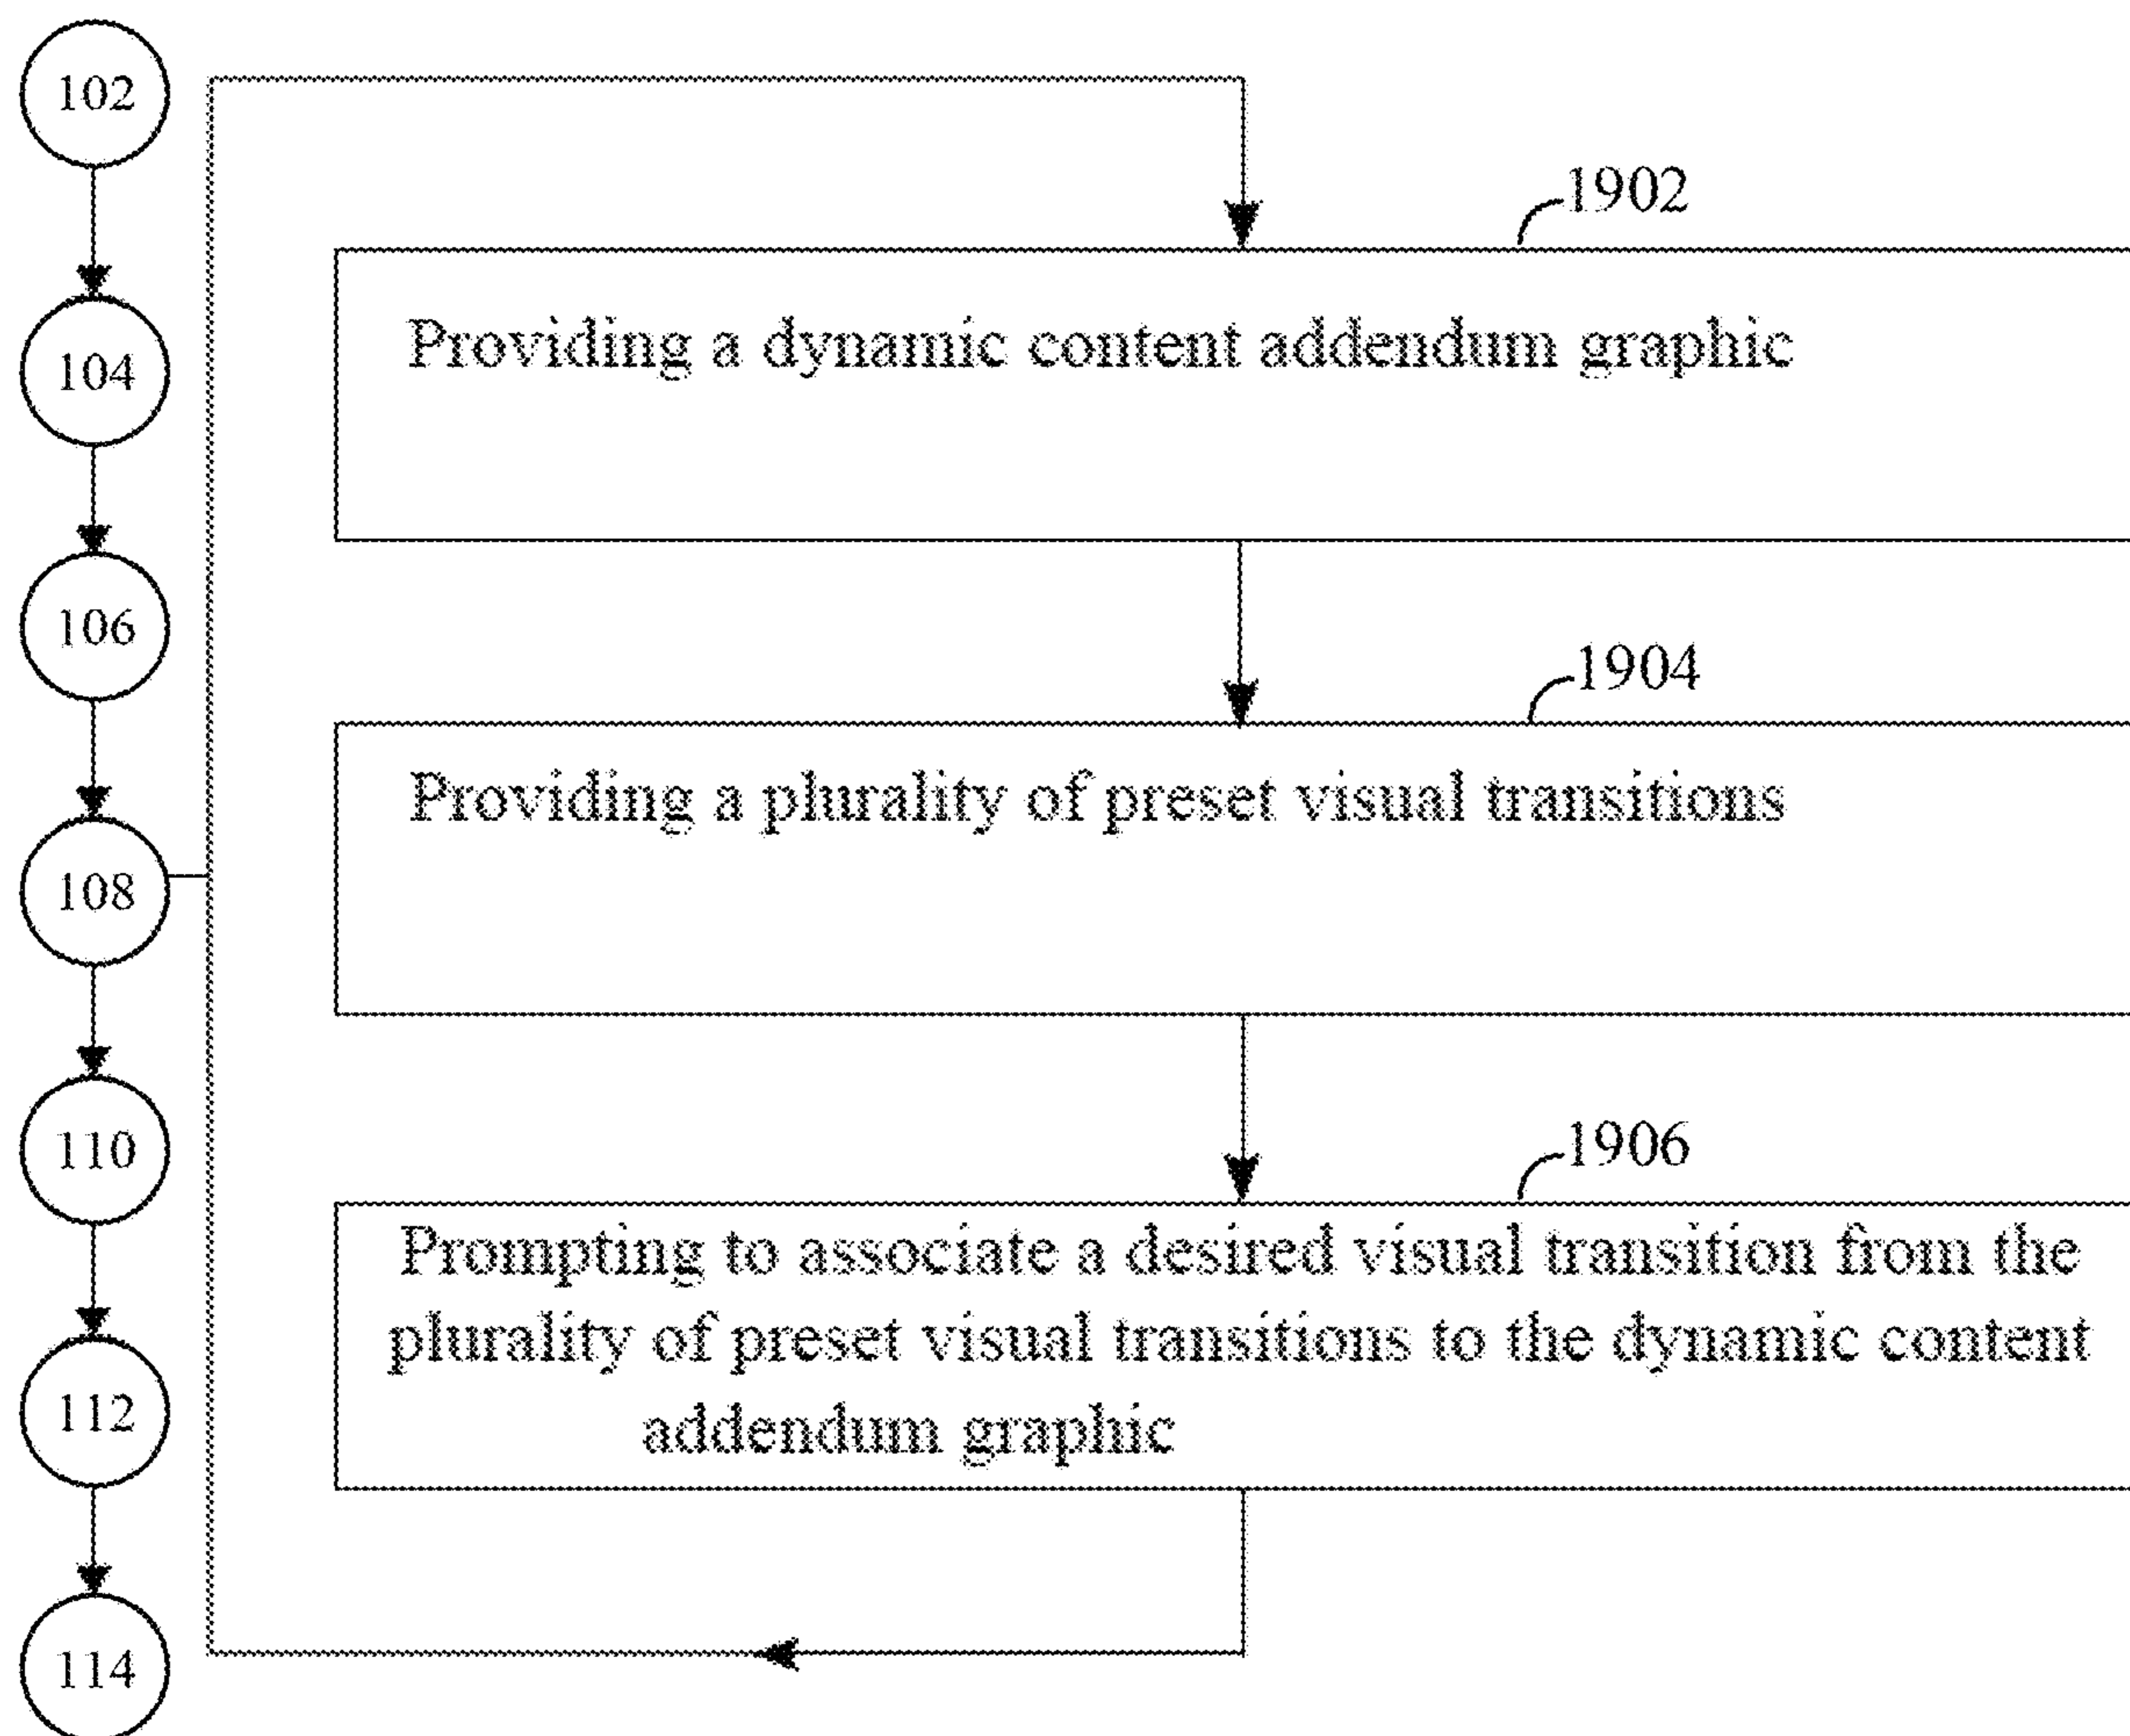 102
104
106
108
110
112
114
1902
Providing a dynamic content addendum graphic
1904
Providing a plurality of preset visual transitions
1906
Prompting to associate a desired visual transition from the
plurality of preset visual transitions to the dynamic content
addendum graphic